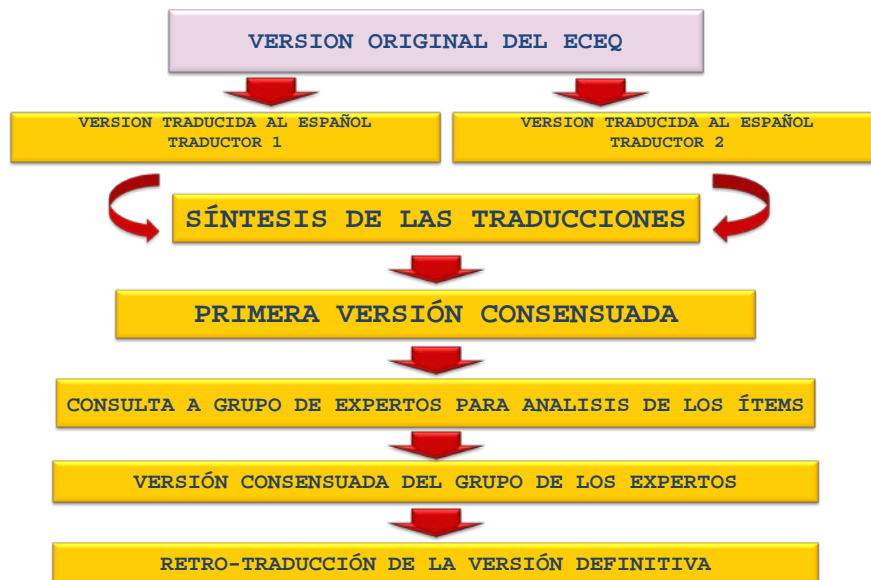 VERSION ORIGINAL DEL ECEQ
VERSION TRADUCIDA AL ESPAÑOL
TRADUCTOR 1
VERSION TRADUCIDA AL ESPAÑOL
TRADUCTOR 2
SÍNTESIS DE LAS TRADUCCIONES
PRIMERA VERSIÓN CONSENSUADA
CONSULTA A GRUPO DE EXPERTOS PARA ANALISIS DE LOS ÍTEMS
VERSIÓN CONSENSUADA DEL GRUPO DE LOS EXPERTOS
RETRO-TRADUCCIÓN DE LA VERSIÓN DEFINITIVA